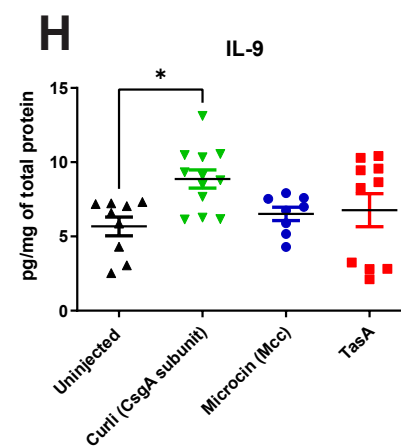 H
IL-9
*
pg/mg of total protein
15
10
5
0
Uninjected
Curli (CsgA subunit)
Microcin (Mcc)
TasA